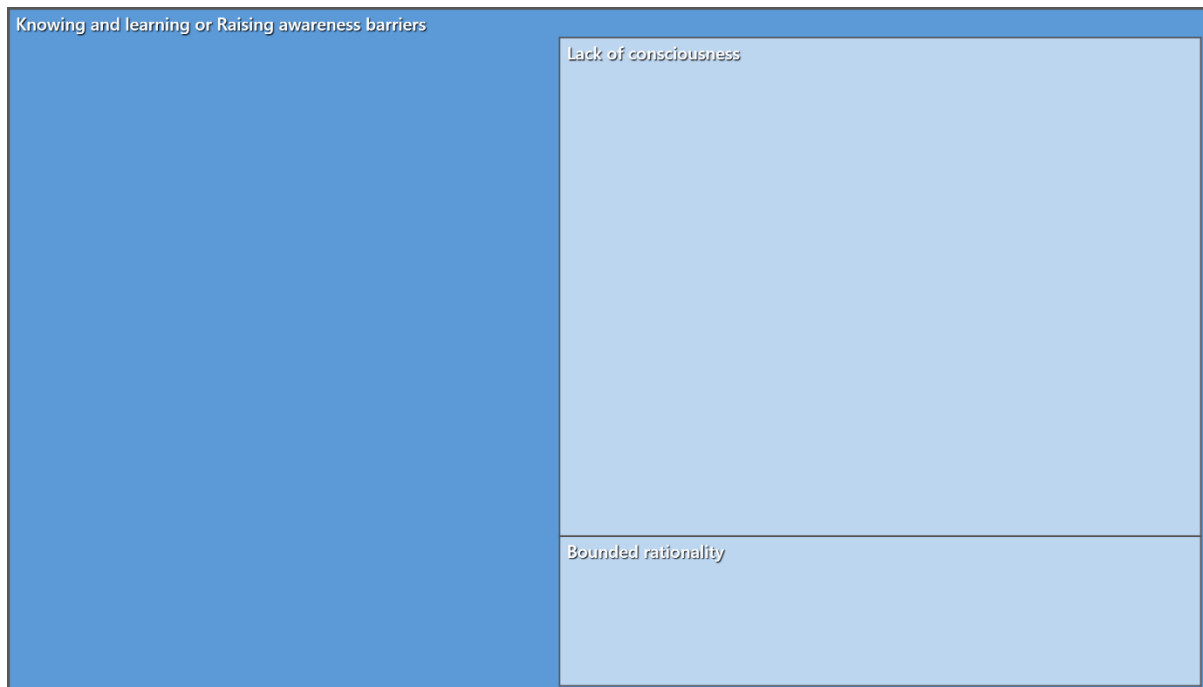 Knowing and learning or Raising awareness barriers
Lack of consciousness
Bounded rationality